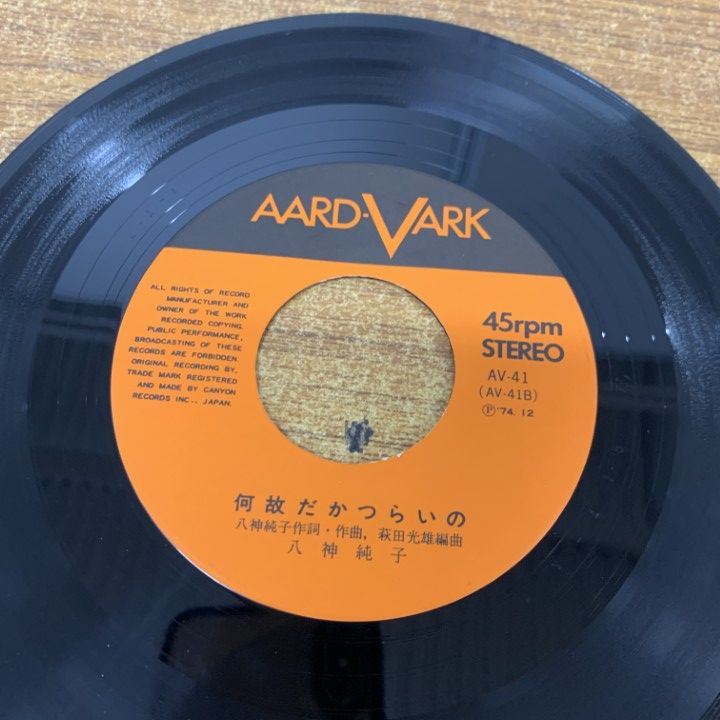 AARD-VARK
ALL RIGHTS OF RECORD
MANUFACTURER AND
OWNER OF THE WORK
RECORDED COPYING.
PUBLIC PERFORMANCE,
BROADCASTING OF THESE
RECORDS ARE FORBIDDEN.
ORIGINAL RECORDING BY.
TRADE MARK REGISTERED
AND MADE BY CANYON
RECORDS INC., JAPAN.
45rpm
STEREO
AV-41
(AV-41B)
Ⓟ'74. 12
何故だかつらいの
八神純子作詞・作曲, 萩田光雄編曲
八神純子